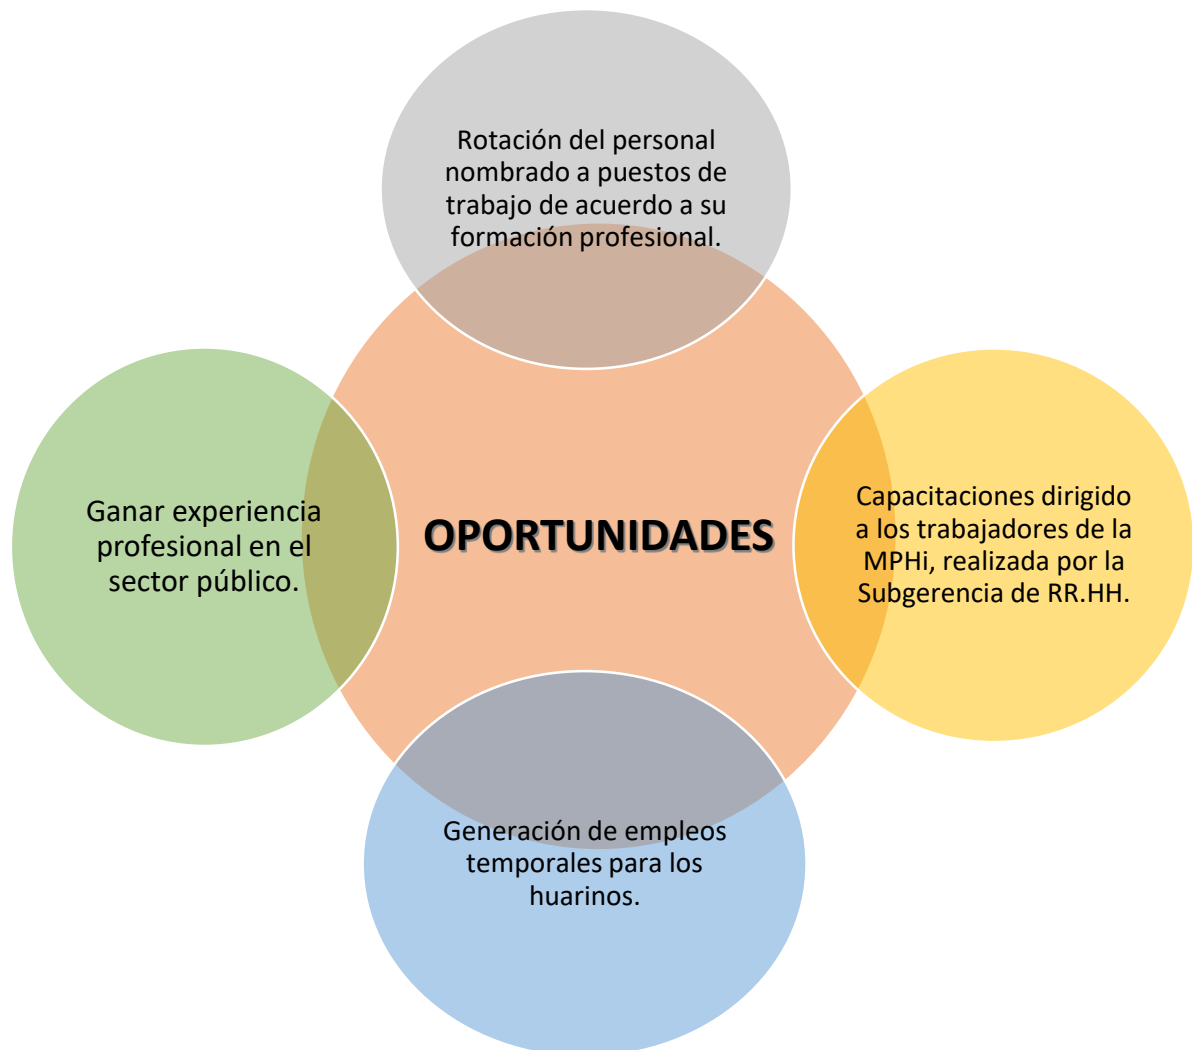 Rotación del personal
nombrado a puestos de
trabajo de acuerdo a su
formación profesional.
Ganar experiencia
profesional en el
sector público.
OPORTUNIDADES
Capacitaciones dirigido
a los trabajadores de la
MPHi, realizada por la
Subgerencia de RR.HH.
Generación de empleos
temporales para los
huarinos.